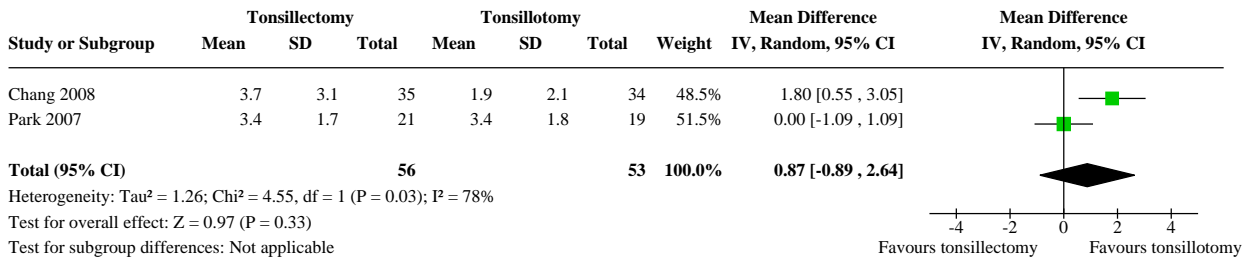 Tonsillectomy Tonsillotomy Mean Difference Mean Difference
Study or Subgroup Mean SD Total Mean SD Total Weight IV, Random, 95% CI IV, Random, 95% CI
Chang 2008 3.7 3.1 35 1.9 2.1 34 48.5% 1.80 [0.55 , 3.05]
Park 2007 3.4 1.7 21 3.4 1.8 19 51.5% 0.00 [-1.09 , 1.09]
Total (95% CI) 56 53 100.0% 0.87 [-0.89 , 2.64]
Heterogeneity: Tau² = 1.26; Chi² = 4.55, df = 1 (P = 0.03); I² = 78%
Test for overall effect: Z = 0.97 (P = 0.33)
Test for subgroup differences: Not applicable
-4 -2 0 2 4
Favours tonsillectomy Favours tonsillotomy